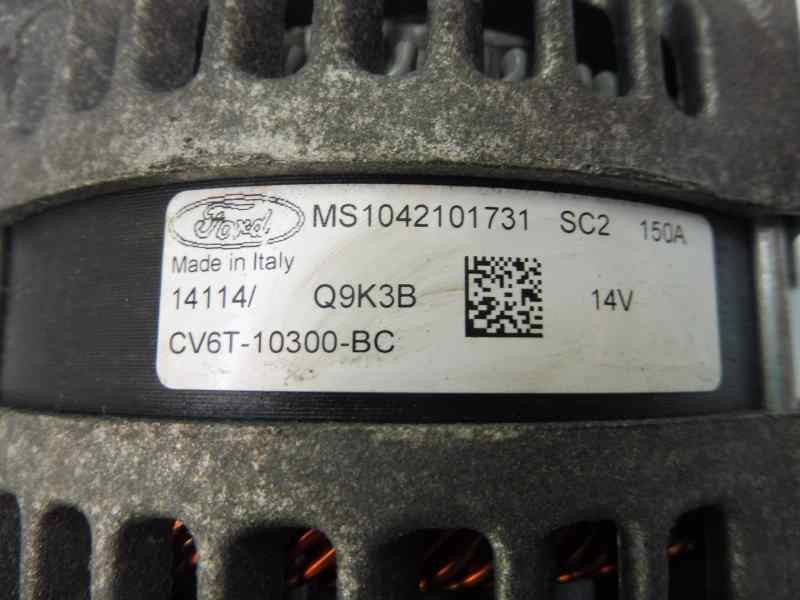 Ford MS1042101731 SC2 150A
Made in Italy
14114/ Q9K3B 14V
CV6T-10300-BC